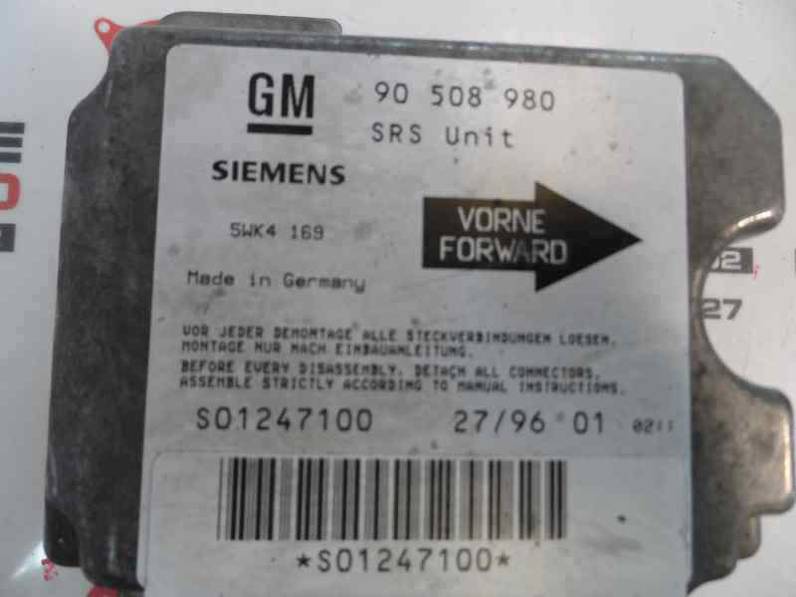 GM 90 508 980
SRS Unit
SIEMENS
VORNE
FORWARD
5WK4 169
Made in Germany
VOR JEDER DEMONTAGE ALLE STECKVERBINDUNGEN LOESEN.
MONTAGE NUR NACH EINBAUANLEITUNG.
BEFORE EVERY DISASSEMBLY, DETACH ALL CONNECTORS.
ASSEMBLE STRICTLY ACCORDING TO MANUAL INSTRUCTIONS.
S01247100 27/96 01
*S01247100*
27